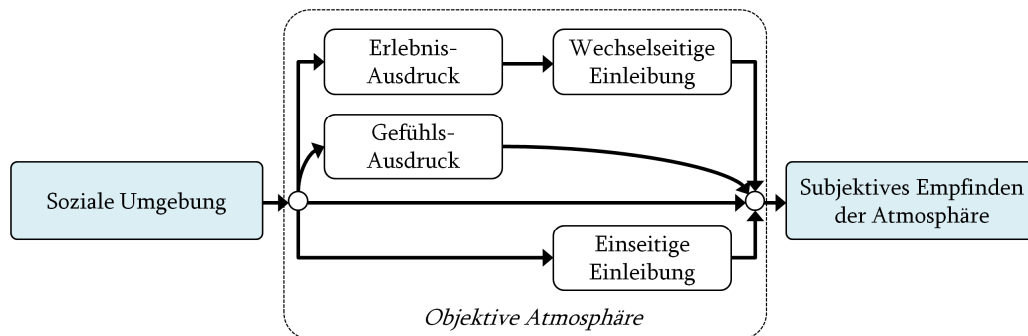 Erlebnis-
Ausdruck
Wechselseitige
Einleibung
Gefühls-
Ausdruck
Soziale Umgebung
Subjektives Empfinden
der Atmosphäre
Einseitige
Einleibung
Objektive Atmosphäre